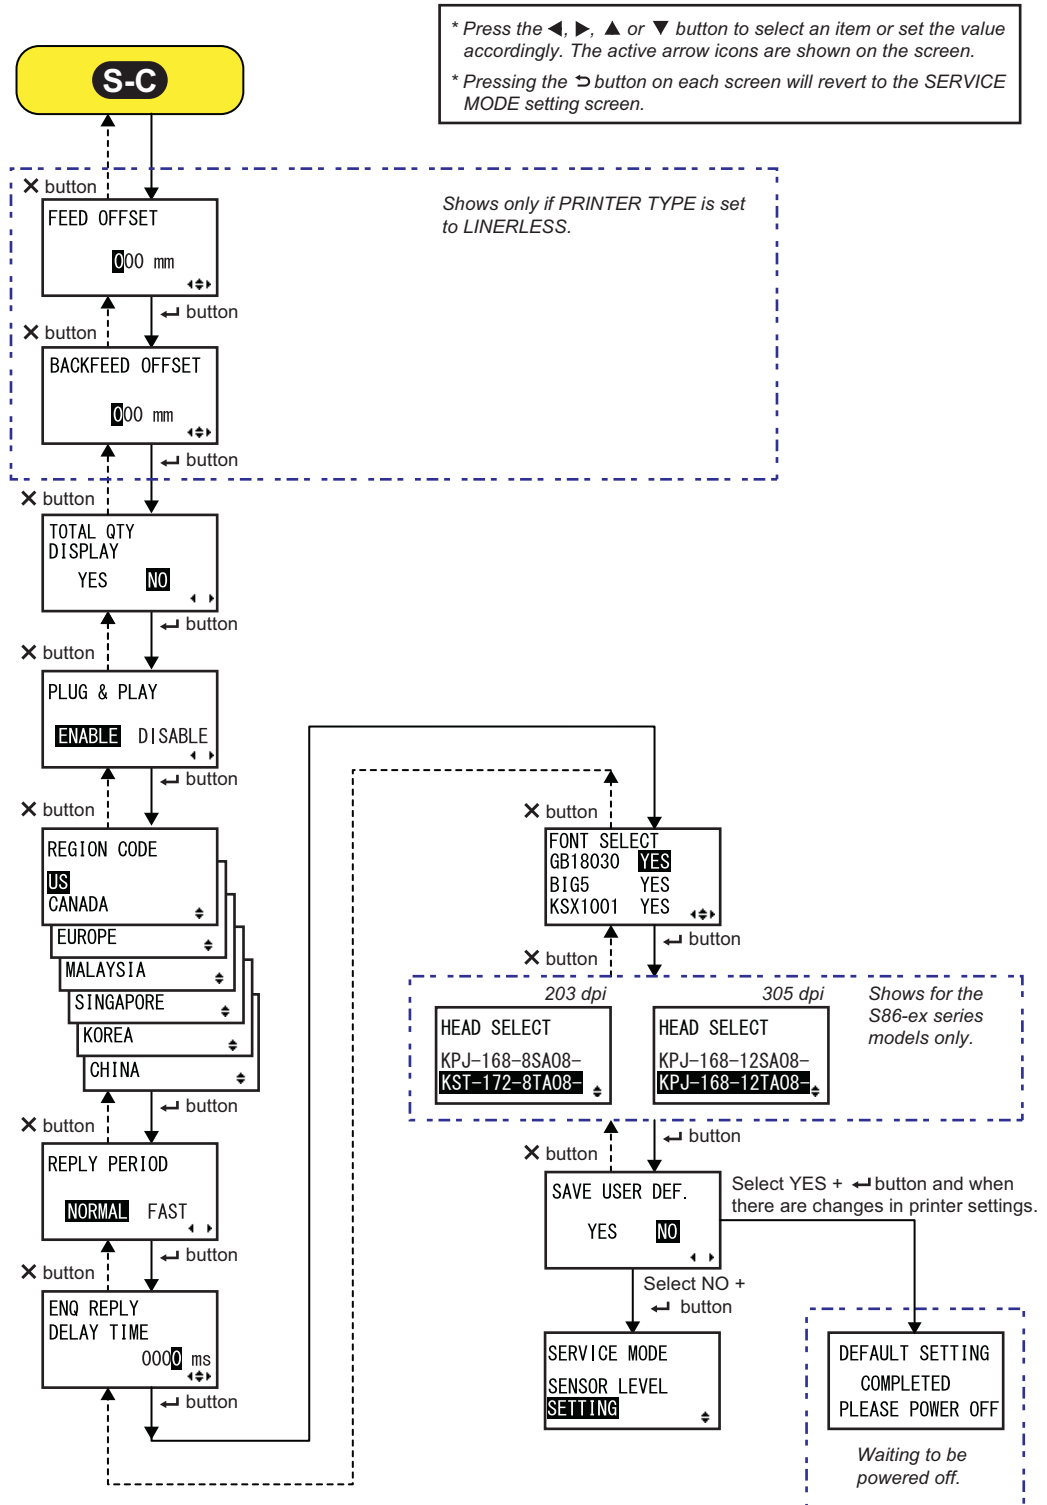 * Press the ◀, ▶, ▲ or ▼ button to select an item or set the value
accordingly. The active arrow icons are shown on the screen.
* Pressing the ⮌ button on each screen will revert to the SERVICE
MODE setting screen.
S-C
✕ button
FEED OFFSET
000 mm
Shows only if PRINTER TYPE is set
to LINERLESS.
↵ button
✕ button
BACKFEED OFFSET
000 mm
↵ button
✕ button
TOTAL QTY
DISPLAY
YES NO
↵ button
✕ button
PLUG & PLAY
ENABLE DISABLE
↵ button
✕ button
REGION CODE
US
CANADA
EUROPE
MALAYSIA
SINGAPORE
KOREA
CHINA
↵ button
✕ button
REPLY PERIOD
NORMAL FAST
↵ button
✕ button
ENQ REPLY
DELAY TIME
0000 ms
↵ button
✕ button
FONT SELECT
GB18030 YES
BIG5 YES
KSX1001 YES
↵ button
✕ button
203 dpi
HEAD SELECT
KPJ-168-8SA08-
KST-172-8TA08-
305 dpi
HEAD SELECT
KPJ-168-12SA08-
KPJ-168-12TA08-
Shows for the
S86-ex series
models only.
↵ button
✕ button
SAVE USER DEF.
YES NO
Select YES + ↵ button and when
there are changes in printer settings.
Select NO +
↵ button
SERVICE MODE
SENSOR LEVEL
SETTING
DEFAULT SETTING
COMPLETED
PLEASE POWER OFF
Waiting to be
powered off.